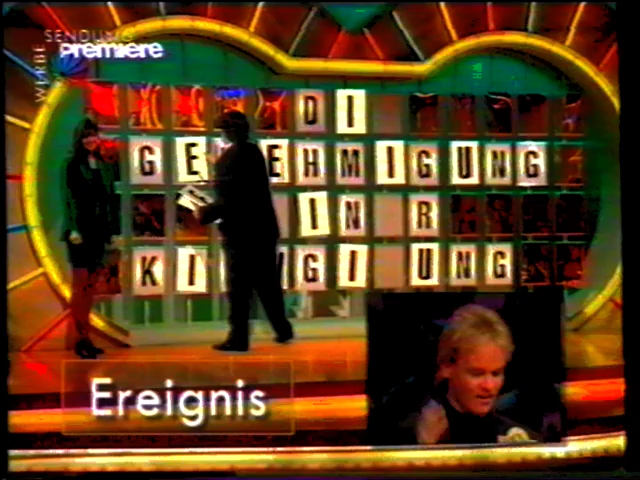 WERBE
SENDUNG
premiere
DI
GE EHMIGUNG
IN R
KI GI UNG
Ereignis